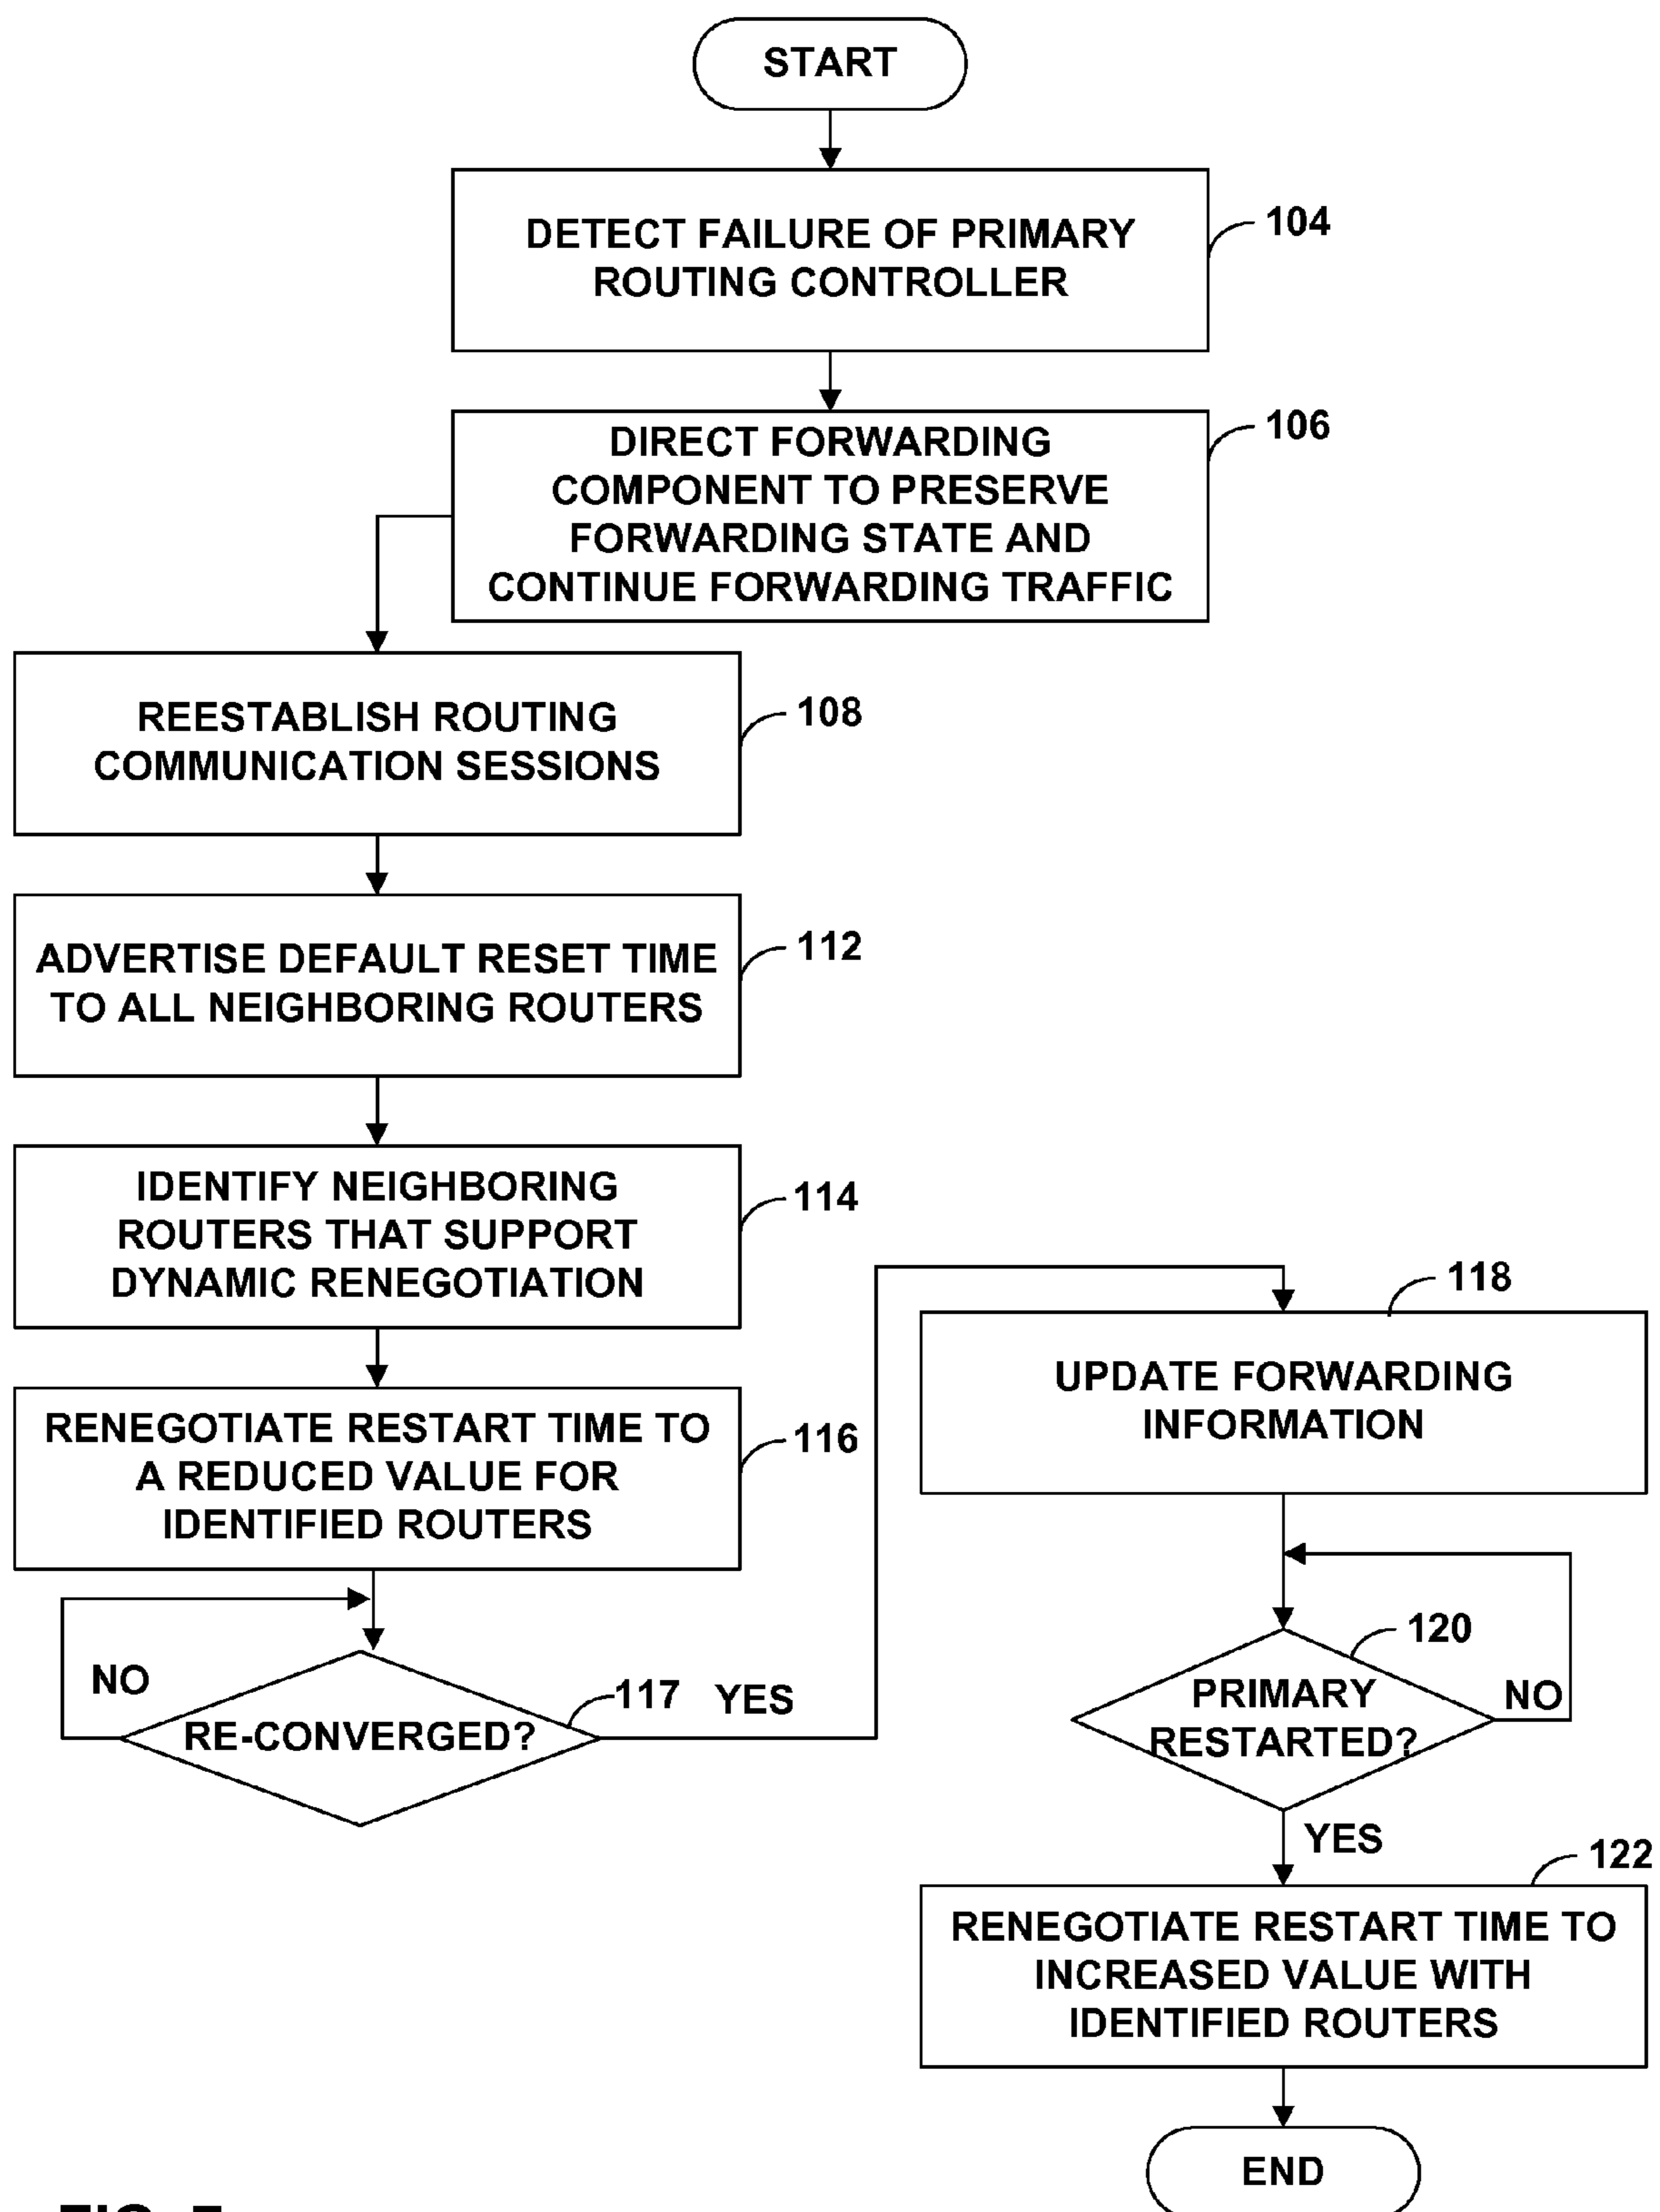 START
DETECT FAILURE OF PRIMARY
ROUTING CONTROLLER
104
DIRECT FORWARDING
COMPONENT TO PRESERVE
FORWARDING STATE AND
CONTINUE FORWARDING TRAFFIC
106
REESTABLISH ROUTING
COMMUNICATION SESSIONS
108
ADVERTISE DEFAULT RESET TIME
TO ALL NEIGHBORING ROUTERS
112
IDENTIFY NEIGHBORING
ROUTERS THAT SUPPORT
DYNAMIC RENEGOTIATION
114
RENEGOTIATE RESTART TIME TO
A REDUCED VALUE FOR
IDENTIFIED ROUTERS
116
NO
RE-CONVERGED?
117
YES
118
UPDATE FORWARDING
INFORMATION
120
PRIMARY
RESTARTED?
NO
YES
122
RENEGOTIATE RESTART TIME TO
INCREASED VALUE WITH
IDENTIFIED ROUTERS
END